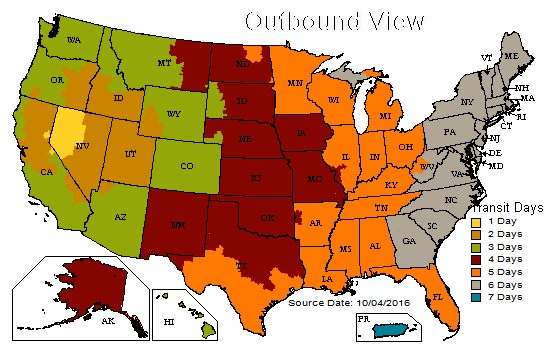 Outbound View
WA
MT
ND
MN
OR
ID
SD
WI
MI
VT
ME
NH
MA
NY
RI
CT
WY
NE
IA
PA
NJ
NV
UT
CO
IL
IN
OH
DE
MD
WV
VA
CA
KS
MO
KY
NC
AZ
NM
OK
AR
TN
SC
TX
LA
MS
AL
GA
FL
AK
HI
PR
Transit Days
1 Day
2 Days
3 Days
4 Days
5 Days
6 Days
7 Days
Source Date: 10/04/2016